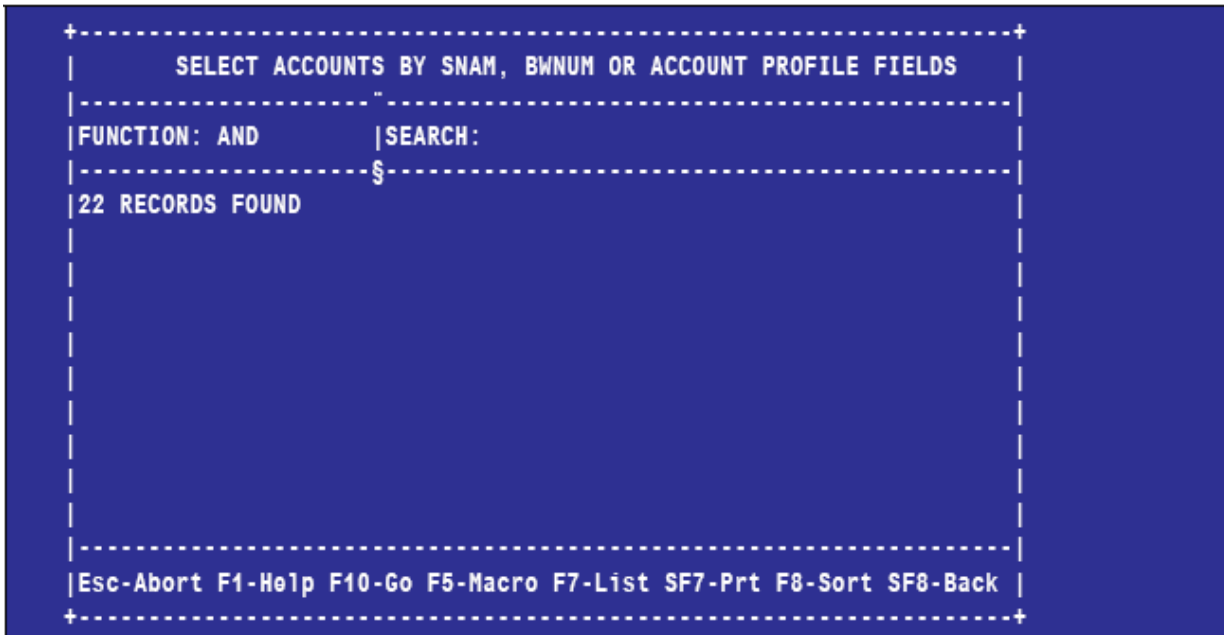 SELECT ACCOUNTS BY SNAM, BWNUM OR ACCOUNT PROFILE FIELDS
FUNCTION: AND |SEARCH:
§
22 RECORDS FOUND
Esc-Abort F1-Help F10-Go F5-Macro F7-List SF7-Prt F8-Sort SF8-Back